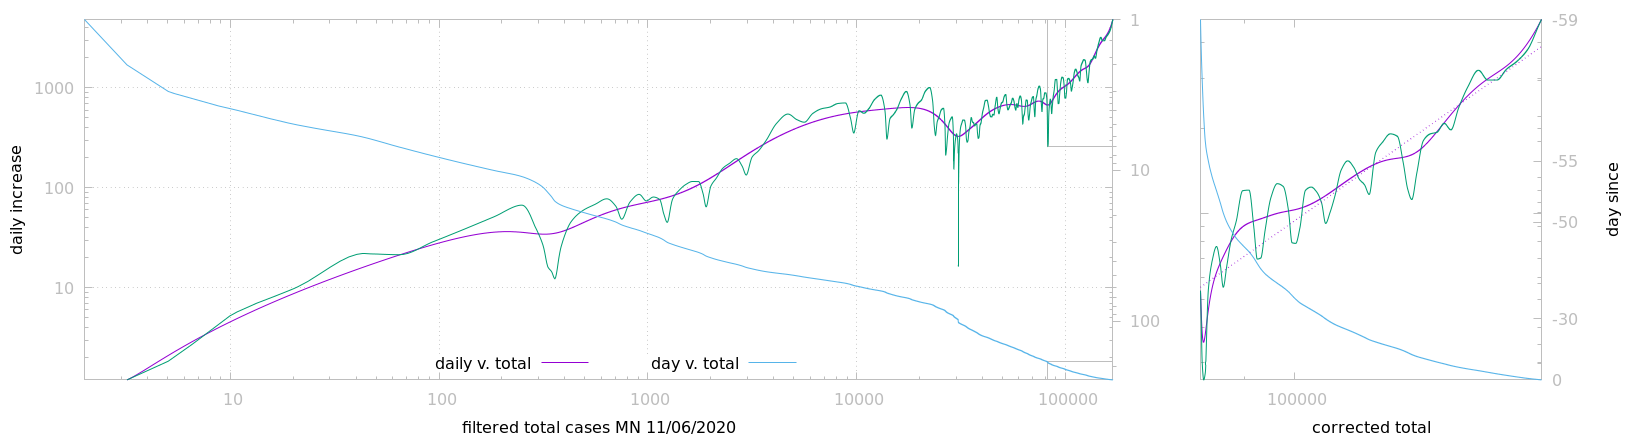 1000
100
10
daily increase
1
10
100
daily v. total
day v. total
10
100
1000
10000
100000
filtered total cases MN 11/06/2020
-59
-55
-50
-30
0
day since
100000
corrected total